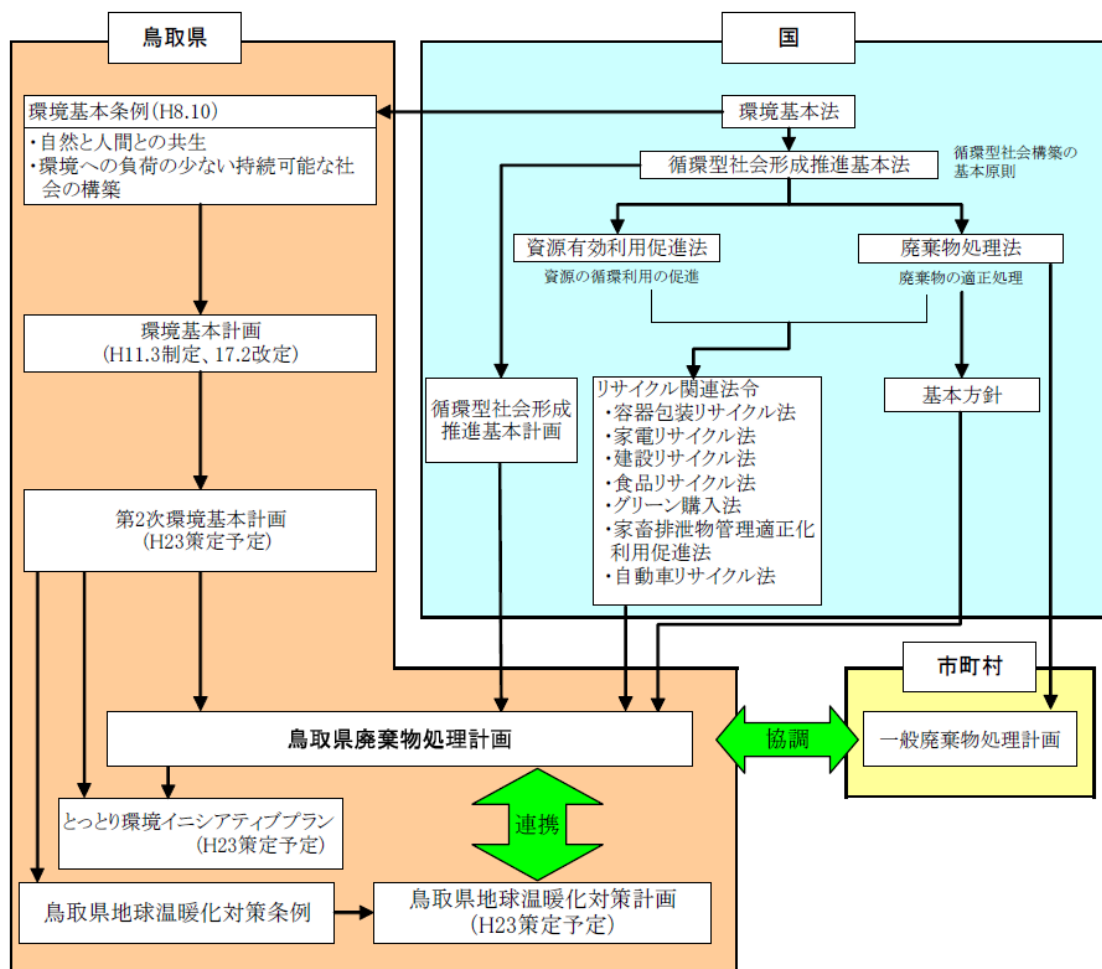 鳥取県
環境基本条例(H8.10)
・自然と人間との共生
・環境への負荷の少ない持続可能な社
会の構築
環境基本計画
(H11.3制定、17.2改定)
第2次環境基本計画
(H23策定予定)
国
環境基本法
循環型社会形成推進基本法
循環型社会構築の
基本原則
資源有効利用促進法
資源の循環利用の促進
廃棄物処理法
廃棄物の適正処理
循環型社会形成
推進基本計画
リサイクル関連法令
・容器包装リサイクル法
・家電リサイクル法
・建設リサイクル法
・食品リサイクル法
・グリーン購入法
・家畜排泄物管理適正化
利用促進法
・自動車リサイクル法
基本方針
市町村
鳥取県廃棄物処理計画
協調
一般廃棄物処理計画
とっとり環境イニシアティブプラン
(H23策定予定)
連携
鳥取県地球温暖化対策条例
鳥取県地球温暖化対策計画
(H23策定予定)